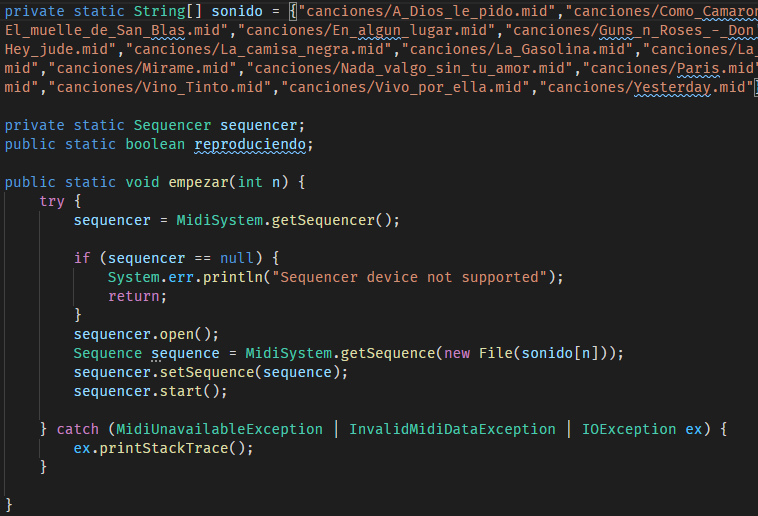 private static String[] sonido = {"canciones/A_Dios_le_pido.mid","canciones/Como_Camaron
El_muelle_de_San_Blas.mid","canciones/En_algun_lugar.mid","canciones/Guns_n_Roses_-_Don
Hey_jude.mid","canciones/La_camisa_negra.mid","canciones/La_Gasolina.mid","canciones/La_
mid","canciones/Mirame.mid","canciones/Nada_valgo_sin_tu_amor.mid","canciones/Paris.mid"
mid","canciones/Vino_Tinto.mid","canciones/Vivo_por_ella.mid","canciones/Yesterday.mid"}
private static Sequencer sequencer;
public static boolean reproduciendo;
public static void empezar(int n) {
try {
sequencer = MidiSystem.getSequencer();
if (sequencer == null) {
System.err.println("Sequencer device not supported");
return;
}
sequencer.open();
Sequence sequence = MidiSystem.getSequence(new File(sonido[n]));
sequencer.setSequence(sequence);
sequencer.start();
} catch (MidiUnavailableException | InvalidMidiDataException | IOException ex) {
ex.printStackTrace();
}
}